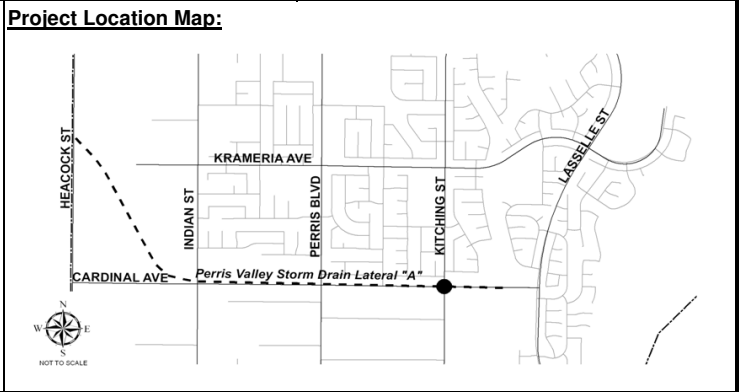 Project Location Map:
HEACOCK ST
KRAMERIA AVE
LASSELLE ST
INDIAN ST
PERRIS BLVD
KITCHING ST
CARDINAL AVE
Perris Valley Storm Drain Lateral "A"
N
W
E
S
NOT TO SCALE